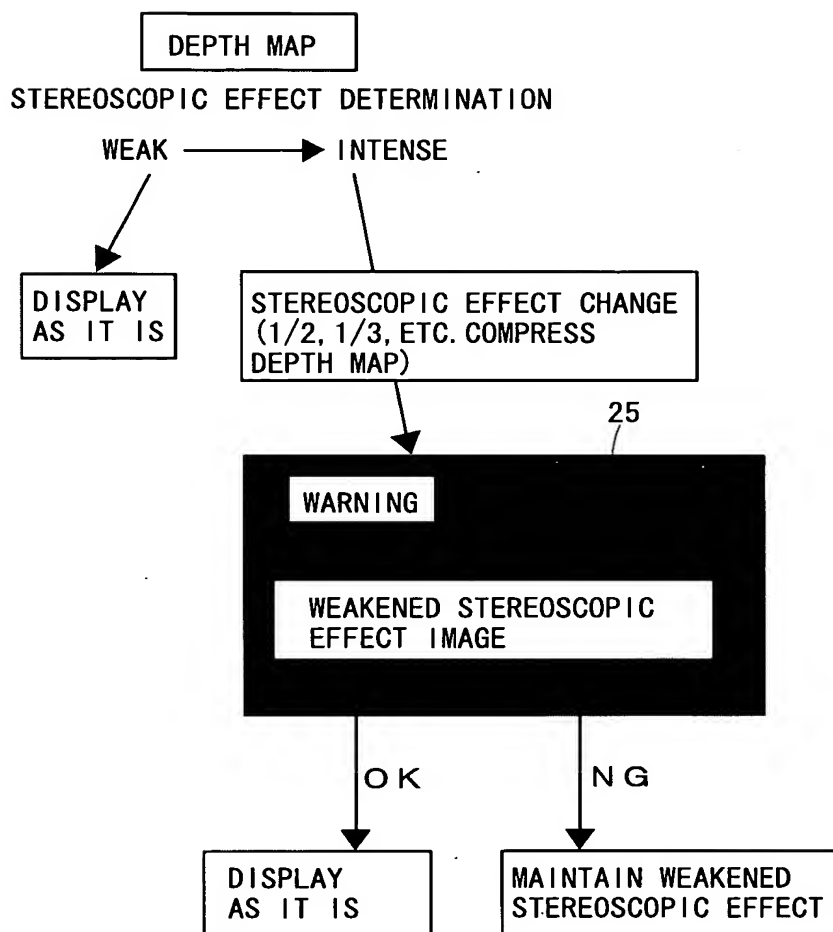 DEPTH MAP
STEREOSCOPIC EFFECT DETERMINATION
WEAK INTENSE
DISPLAY
AS IT IS
STEREOSCOPIC EFFECT CHANGE
(1/2, 1/3, ETC. COMPRESS
DEPTH MAP)
25
WARNING
WEAKENED STEREOSCOPIC
EFFECT IMAGE
OK NG
DISPLAY
AS IT IS
MAINTAIN WEAKENED
STEREOSCOPIC EFFECT